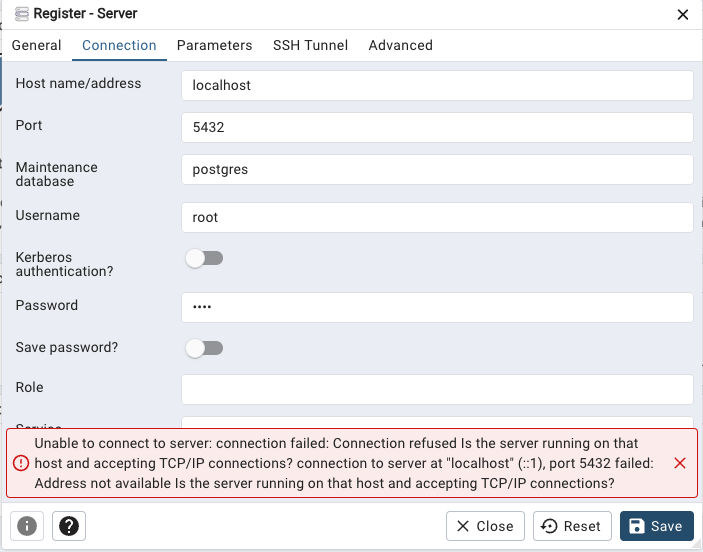 Register - Server
General Connection Parameters SSH Tunnel Advanced
Host name/address
localhost
Port
5432
Maintenance
database
postgres
Username
root
Kerberos
authentication?
Password
••••
Save password?
Role
Service
Unable to connect to server: connection failed: Connection refused Is the server running on that
host and accepting TCP/IP connections? connection to server at "localhost" (::1), port 5432 failed:
Address not available Is the server running on that host and accepting TCP/IP connections?
Close Reset Save